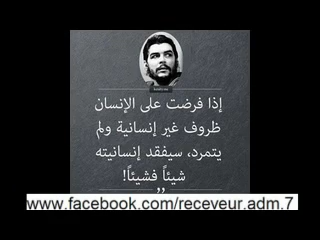 إذا فرضت على الإنسان
ظروف غير إنسانية ولم
يتمرد، سيفقد إنسانيته
شيئاً فشيئاً!
”
www.facebook.com/receveur.adm.7